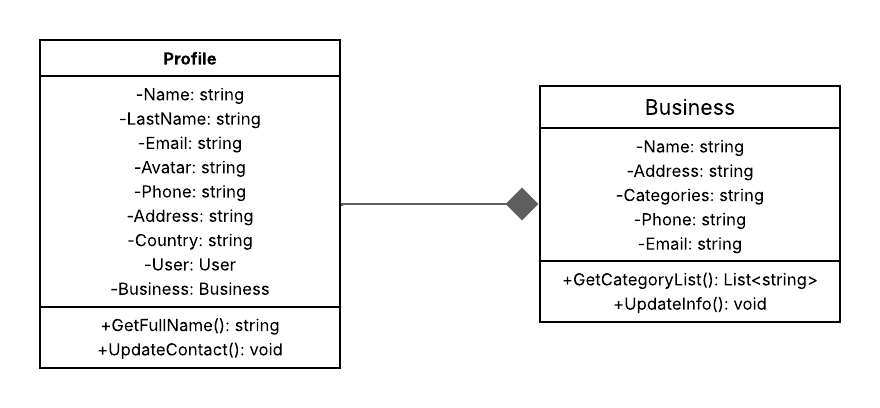 Profile
-Name: string
-LastName: string
-Email: string
-Avatar: string
-Phone: string
-Address: string
-Country: string
-User: User
-Business: Business
+GetFullName(): string
+UpdateContact(): void
Business
-Name: string
-Address: string
-Categories: string
-Phone: string
-Email: string
+GetCategoryList(): List<string>
+UpdateInfo(): void